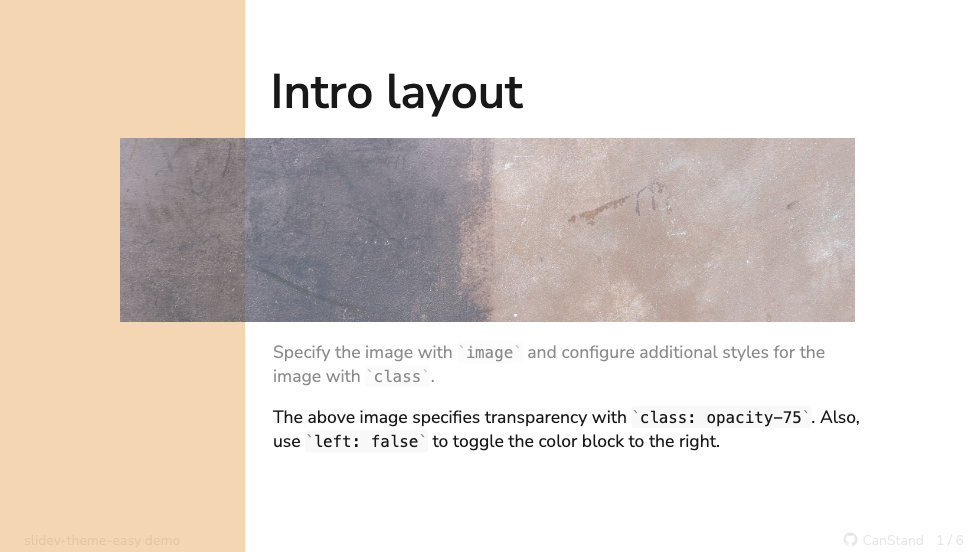 Intro layout
Specify the image with `image` and configure additional styles for the
image with `class`.
The above image specifies transparency with `class: opacity-75`. Also,
use `left: false` to toggle the color block to the right.
slidev-theme-easy demo
CanStand 1 / 6